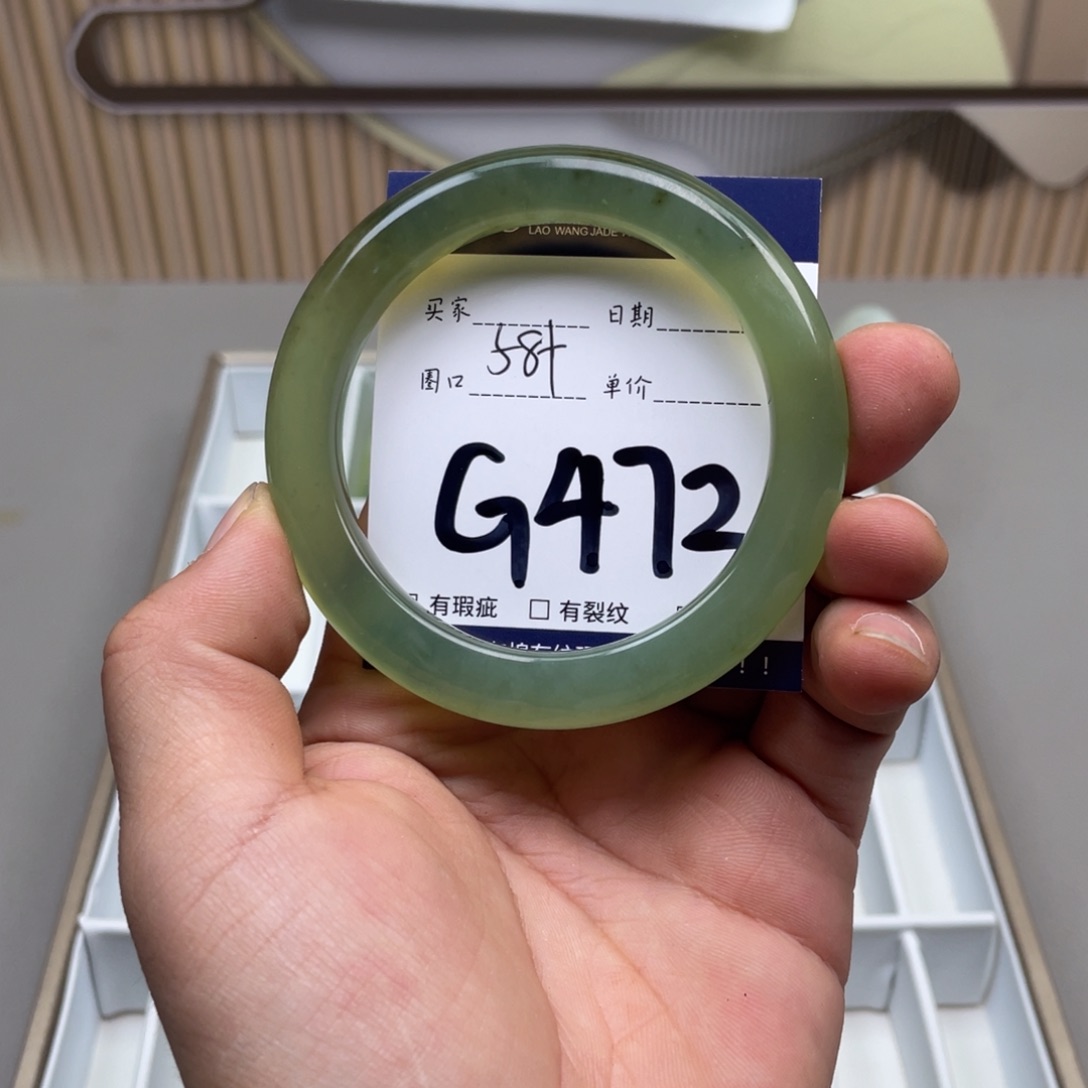 LAO WANG JADE
买家 日期
圈口 58+ 单价
G472
有瑕疵 □ 有裂纹
!!